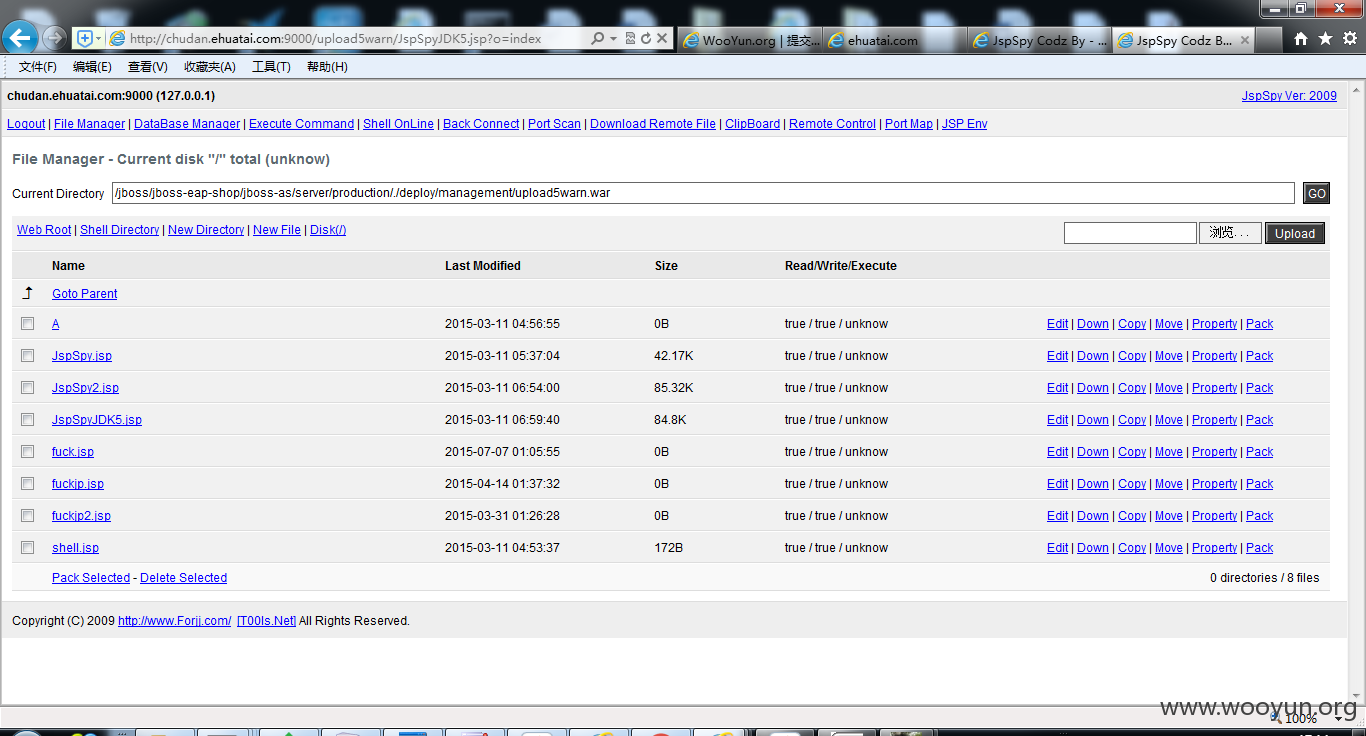 http://chudan.ehuatai.com:9000/upload5warn/JspSpyJDK5.jsp?o=index
WooYun.org | 提交...
ehuatai.com
JspSpy Codz By - ...
JspSpy Codz B...
文件(F) 编辑(E) 查看(V) 收藏夹(A) 工具(T) 帮助(H)
chudan.ehuatai.com:9000 (127.0.0.1)
JspSpy Ver: 2009
Logout | File Manager | DataBase Manager | Execute Command | Shell OnLine | Back Connect | Port Scan | Download Remote File | ClipBoard | Remote Control | Port Map | JSP Env
File Manager - Current disk "/" total (unknow)
Current Directory /jboss/jboss-eap-shop/jboss-as/server/production/./deploy/management/upload5warn.war GO
Web Root | Shell Directory | New Directory | New File | Disk(/)
浏览... Upload
Name Last Modified Size Read/Write/Execute
Goto Parent
A 2015-03-11 04:56:55 0B true / true / unknow Edit | Down | Copy | Move | Property | Pack
JspSpy.jsp 2015-03-11 05:37:04 42.17K true / true / unknow Edit | Down | Copy | Move | Property | Pack
JspSpy2.jsp 2015-03-11 06:54:00 85.32K true / true / unknow Edit | Down | Copy | Move | Property | Pack
JspSpyJDK5.jsp 2015-03-11 06:59:40 84.8K true / true / unknow Edit | Down | Copy | Move | Property | Pack
fuck.jsp 2015-07-07 01:05:55 0B true / true / unknow Edit | Down | Copy | Move | Property | Pack
fuckjp.jsp 2015-04-14 01:37:32 0B true / true / unknow Edit | Down | Copy | Move | Property | Pack
fuckjp2.jsp 2015-03-31 01:26:28 0B true / true / unknow Edit | Down | Copy | Move | Property | Pack
shell.jsp 2015-03-11 04:53:37 172B true / true / unknow Edit | Down | Copy | Move | Property | Pack
Pack Selected - Delete Selected
0 directories / 8 files
Copyright (C) 2009 http://www.Forjj.com/ [T00ls.Net] All Rights Reserved.
www.wooyun.org
100%